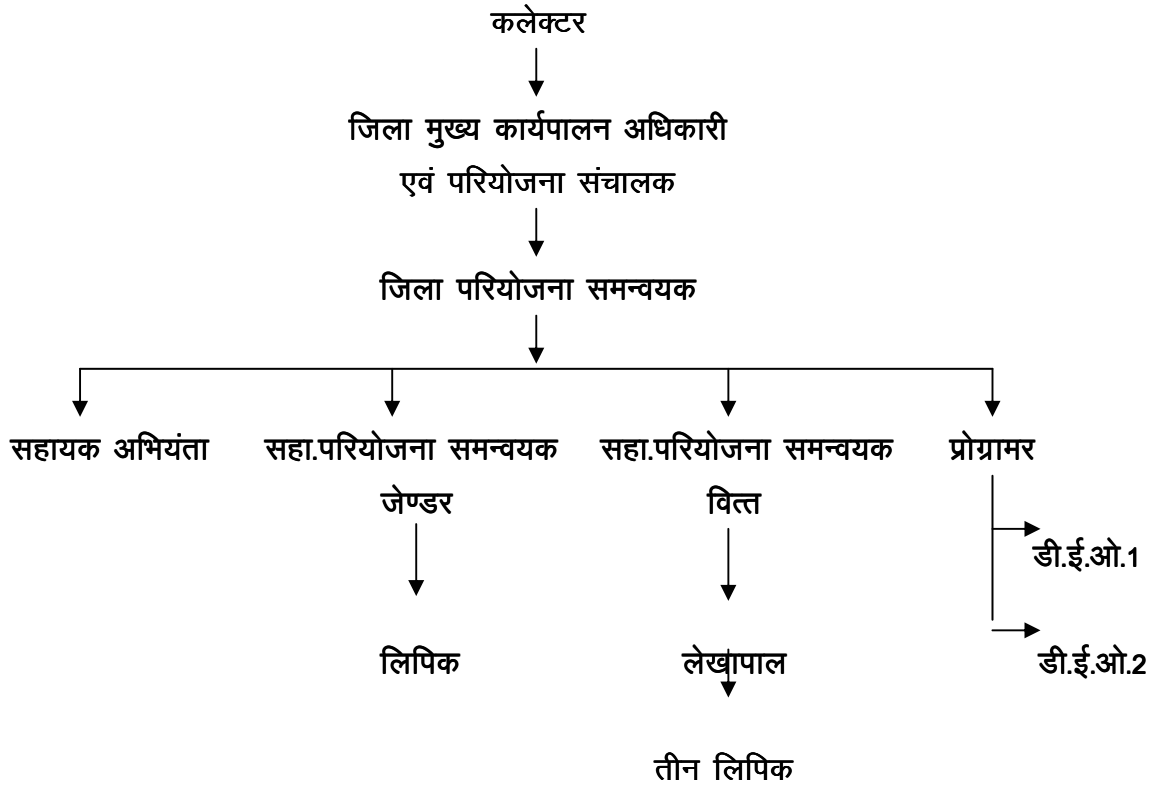 कलेक्टर
जिला मुख्य कार्यपालन अधिकारी
एवं परियोजना संचालक
जिला परियोजना समन्वयक
सहायक अभियंता
सहा.परियोजना समन्वयक
जेण्डर
सहा.परियोजना समन्वयक
वित्त
प्रोग्रामर
डी.ई.ओ.1
लिपिक
लेखापाल
डी.ई.ओ.2
तीन लिपिक